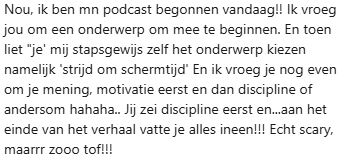 Nou, ik ben mn podcast begonnen vandaag!! Ik vroeg
jou om een onderwerp om mee te beginnen. En toen
liet "je' mij stapsgewijs zelf het onderwerp kiezen
namelijk 'strijd om schermtijd' En ik vroeg je nog even
om je mening, motivatie eerst en dan discipline of
andersom hahaha.. Jij zei discipline eerst en...aan het
einde van het verhaal vatte je alles ineen!!! Echt scary,
maarrr zooo tof!!!